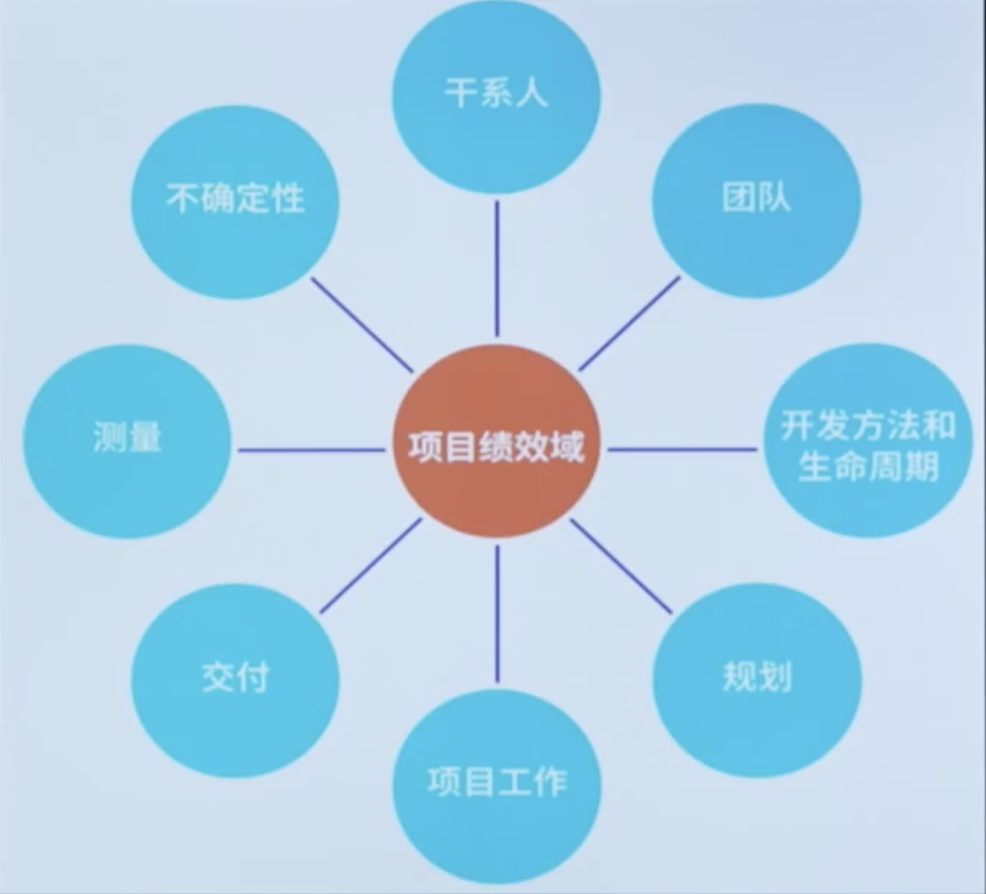 干系人
团队
开发方法和
生命周期
规划
项目工作
交付
测量
不确定性
项目绩效域